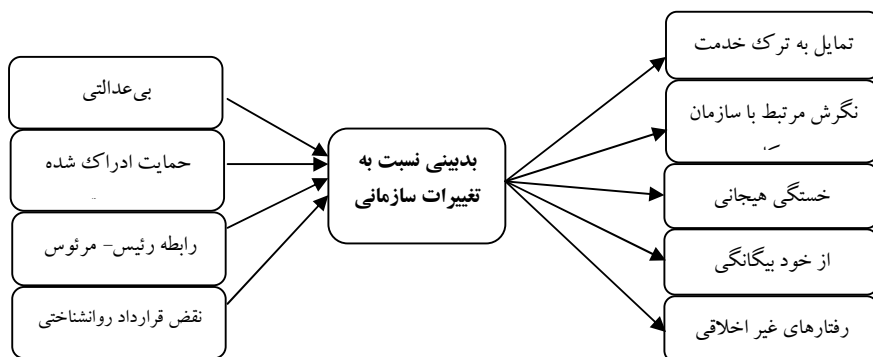 بی‌عدالتی
حمایت ادراک شده
رابطه رئیس- مرئوس
نقض قرارداد روانشناختی
بدبینی نسبت به
تغییرات سازمانی
تمایل به ترک خدمت
نگرش مرتبط با سازمان
خستگی هیجانی
از خود بیگانگی
رفتارهای غیر اخلاقی